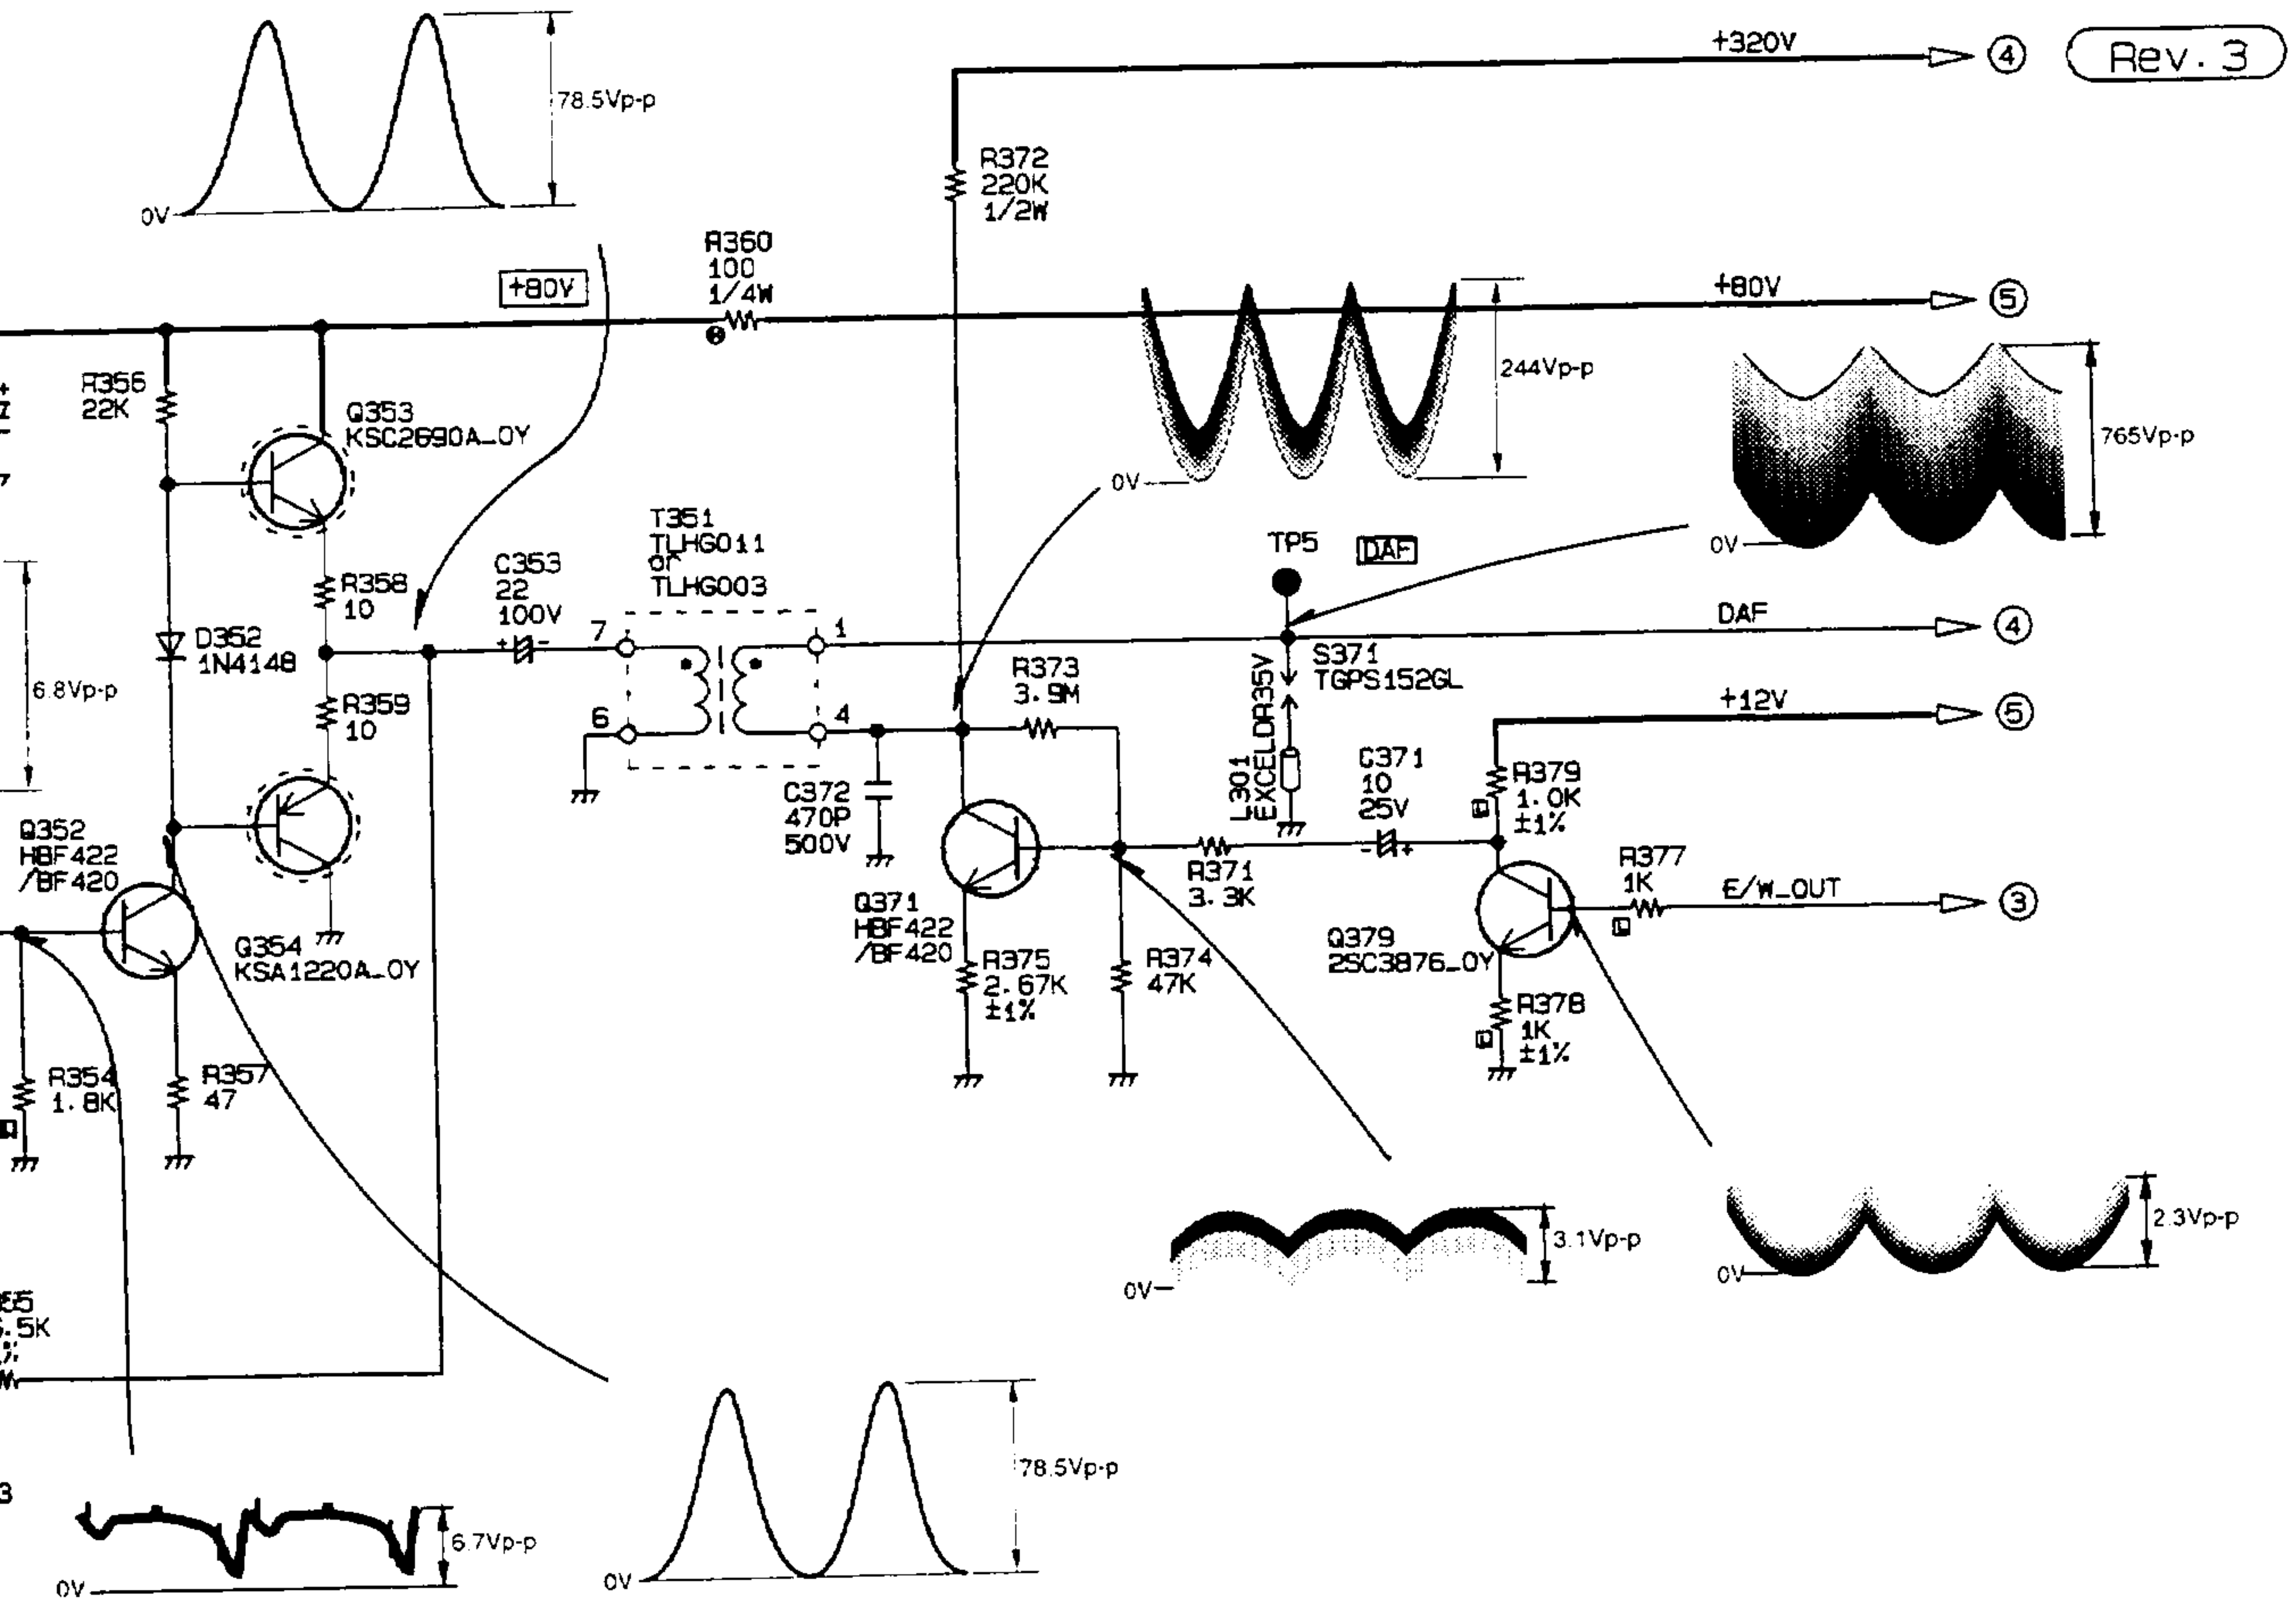 78.5Vp-p
0V
+320V
4
Rev. 3
R372
220K
1/2W
+80V
R360
100
1/4W
+80V
5
244Vp-p
0V
765Vp-p
0V
R356
22K
Q353
KSC2690A_OY
R358
10
D352
1N4148
R359
10
6.8Vp-p
C353
22
100V
+
-
T351
TLHG011
or
TLHG003
7
1
6
4
TP5
DAF
DAF
4
S371
TGPS152GL
L301
EXCELDR35V
R373
3.9M
+12V
5
C372
470P
500V
C371
10
25V
-
+
R379
1.0K
±1%
Q352
HBF422
/BF420
Q354
KSA1220A_OY
Q371
HBF422
/BF420
R371
3.3K
R377
1K
E/W_OUT
3
Q379
2SC3876_OY
R375
2.67K
±1%
R374
47K
R378
1K
±1%
R354
1.8K
R357
47
3.1Vp-p
0V
2.3Vp-p
0V
.5K
78.5Vp-p
0V
3
6.7Vp-p
0V